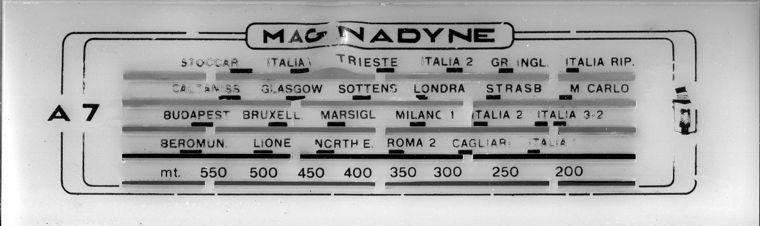 MAGNADYNE
STOCCAR ITALIA TRIESTE ITALIA 2 GR. INGL. ITALIA RIP.
CALTANISS GLASGOW SOTTENS LONDRA STRASB M CARLO
A 7
BUDAPEST BRUXELL. MARSIGL MILANO 1 ITALIA 2 ITALIA 3-2
BEROMUN. LIONE NORTH E. ROMA 2 CAGLIARI ITALIA
mt. 550 500 450 400 350 300 250 200